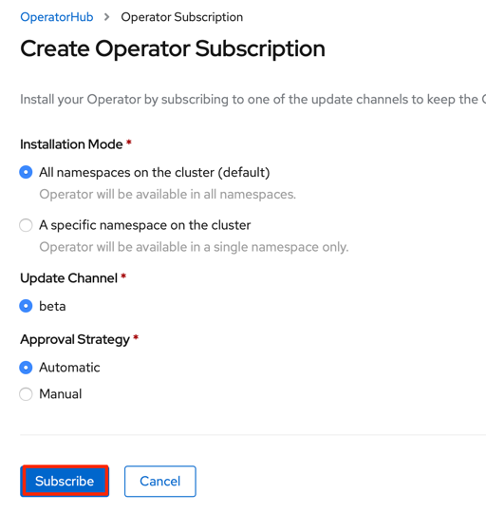 OperatorHub > Operator Subscription
Create Operator Subscription
Install your Operator by subscribing to one of the update channels to keep the
Installation Mode *
All namespaces on the cluster (default)
Operator will be available in all namespaces.
A specific namespace on the cluster
Operator will be available in a single namespace only.
Update Channel *
beta
Approval Strategy *
Automatic
Manual
Subscribe Cancel